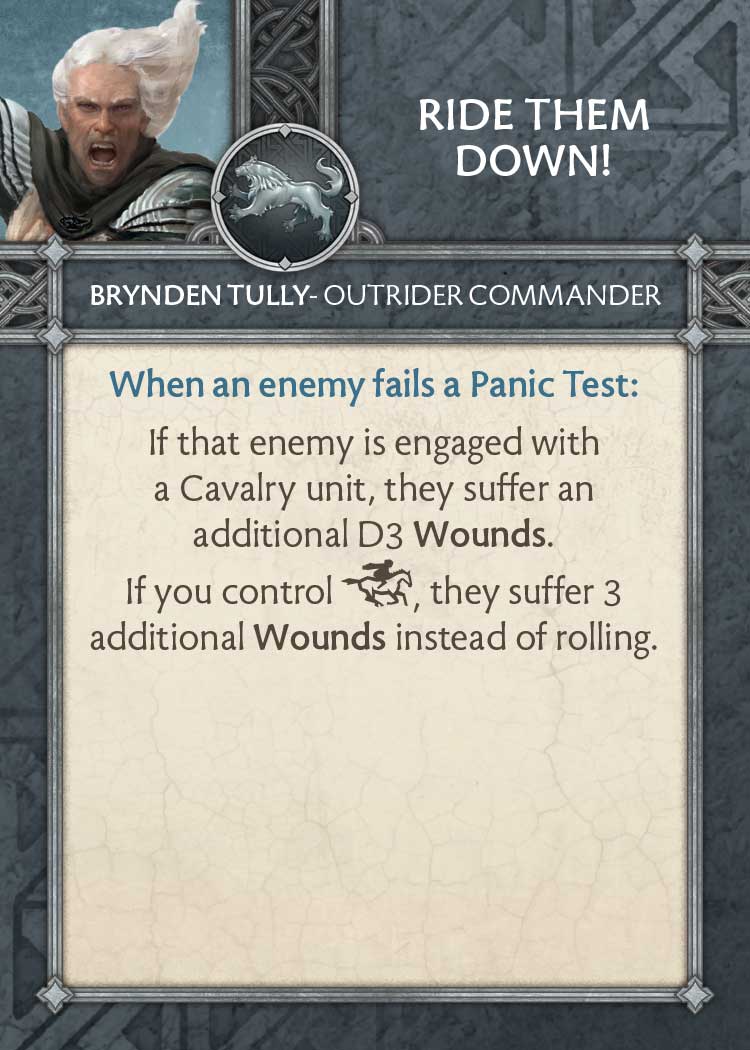 RIDE THEM
DOWN!
BRYNDEN TULLY- OUTRIDER COMMANDER
When an enemy fails a Panic Test:
If that enemy is engaged with
a Cavalry unit, they suffer an
additional D3 Wounds.
If you control , they suffer 3
additional Wounds instead of rolling.